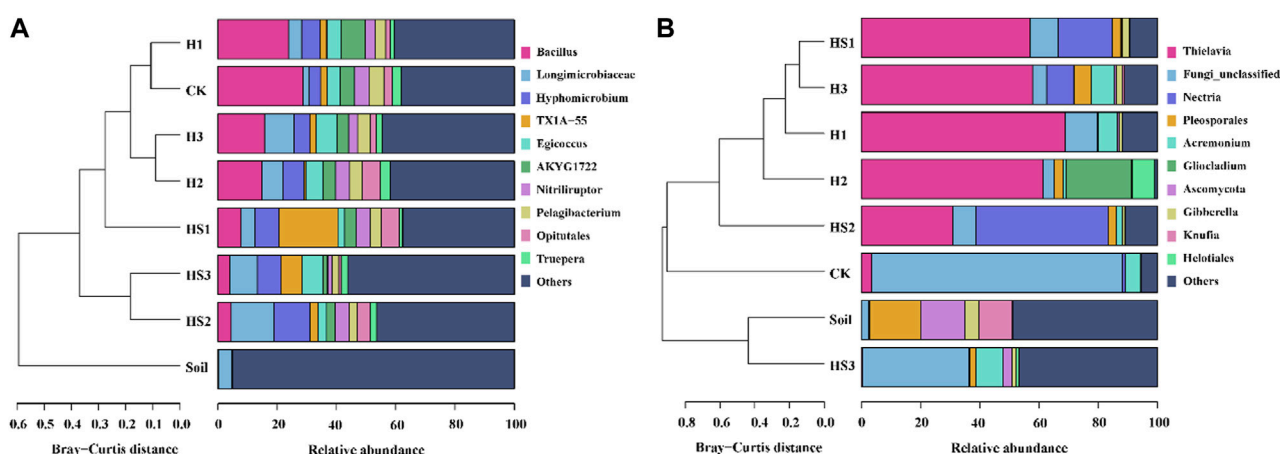 A
H1
CK
H3
H2
HS1
HS3
HS2
Soil
Bacillus
Longimicrobiaceae
Hyphomicrobium
TX1A−55
Egicoccus
AKYG1722
Nitriliruptor
Pelagibacterium
Opitutales
Truepera
Others
0.6 0.5 0.4 0.3 0.2 0.1 0.0
Bray−Curtis distance
0 20 40 60 80 100
Relative abundance
B
HS1
H3
H1
H2
HS2
CK
Soil
HS3
Thielavia
Fungi_unclassified
Nectria
Pleosporales
Acremonium
Gliocladium
Ascomycota
Gibberella
Knufia
Helotiales
Others
0.8 0.6 0.4 0.2 0.0
Bray−Curtis distance
0 20 40 60 80 100
Relative abundance